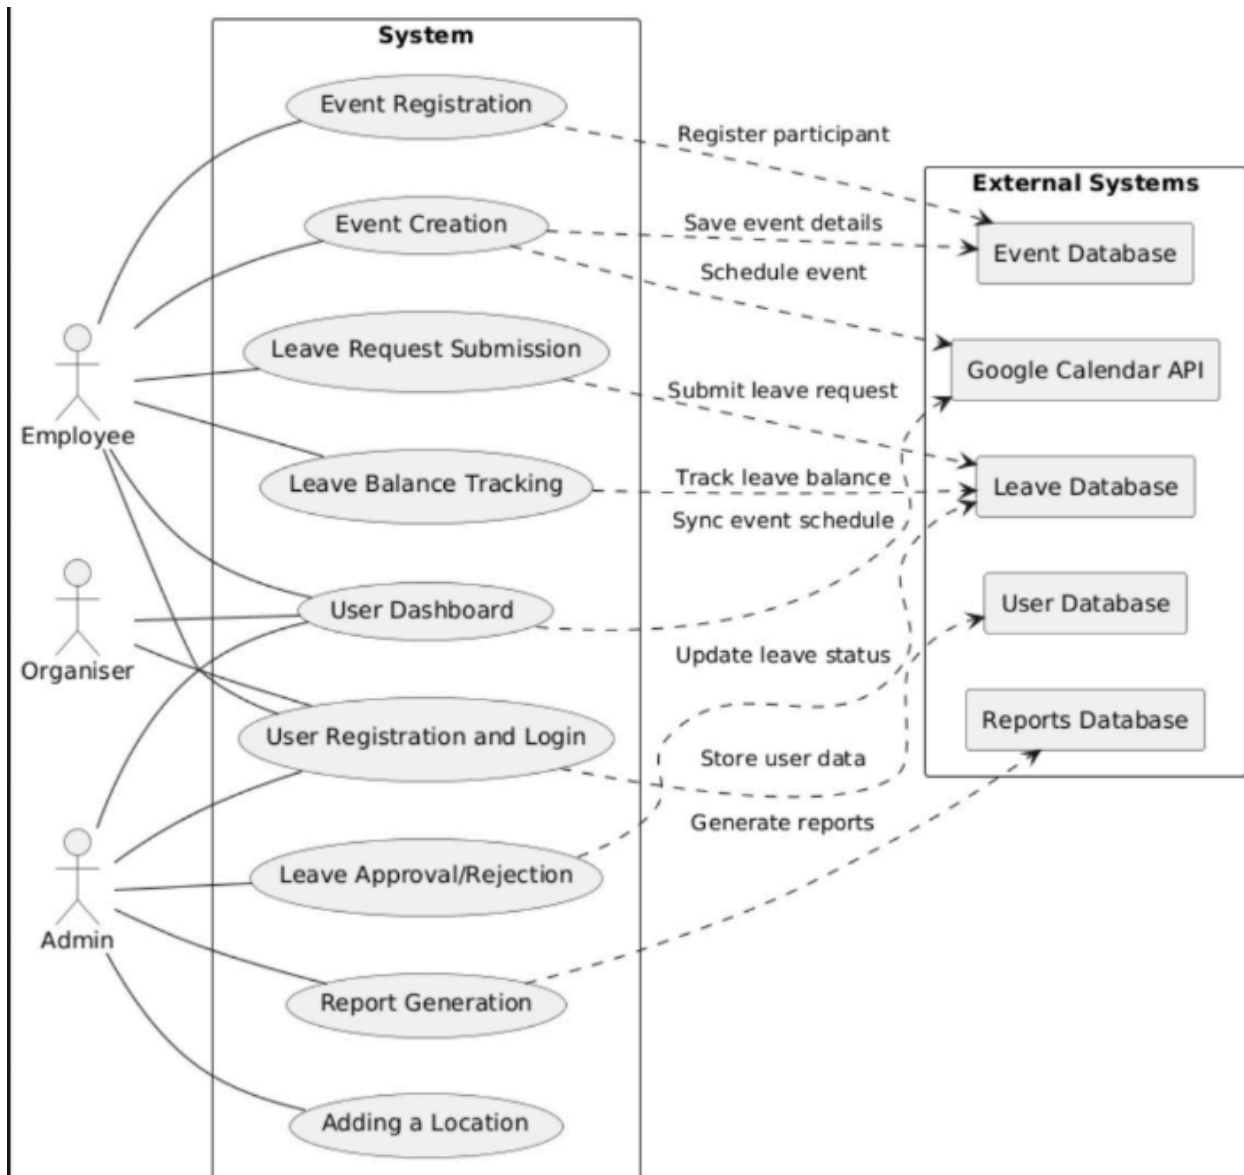 System
Event Registration
Register participant
External Systems
Event Creation
Save event details
Event Database
Schedule event
Leave Request Submission
Google Calendar API
Submit leave request
Employee
Leave Balance Tracking
Track leave balance
Leave Database
Sync event schedule
User Dashboard
User Database
Organiser
Update leave status
Reports Database
User Registration and Login
Store user data
Generate reports
Leave Approval/Rejection
Admin
Report Generation
Adding a Location